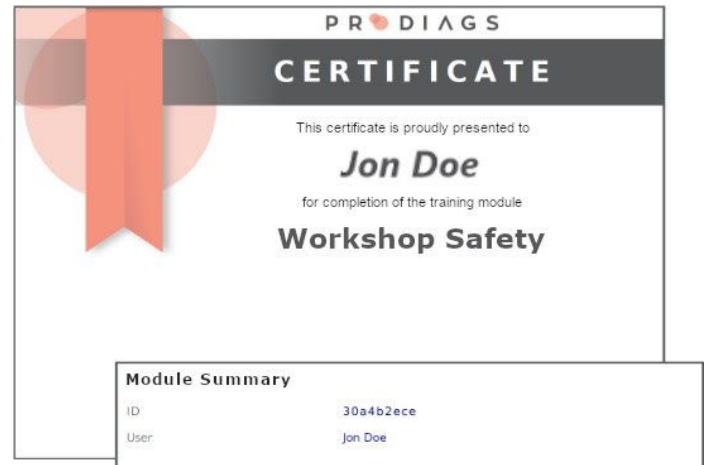 PRODIAGS
CERTIFICATE
This certificate is proudly presented to
Jon Doe
for completion of the training module
Workshop Safety
Module Summary
ID 30a4b2ece
User Jon Doe